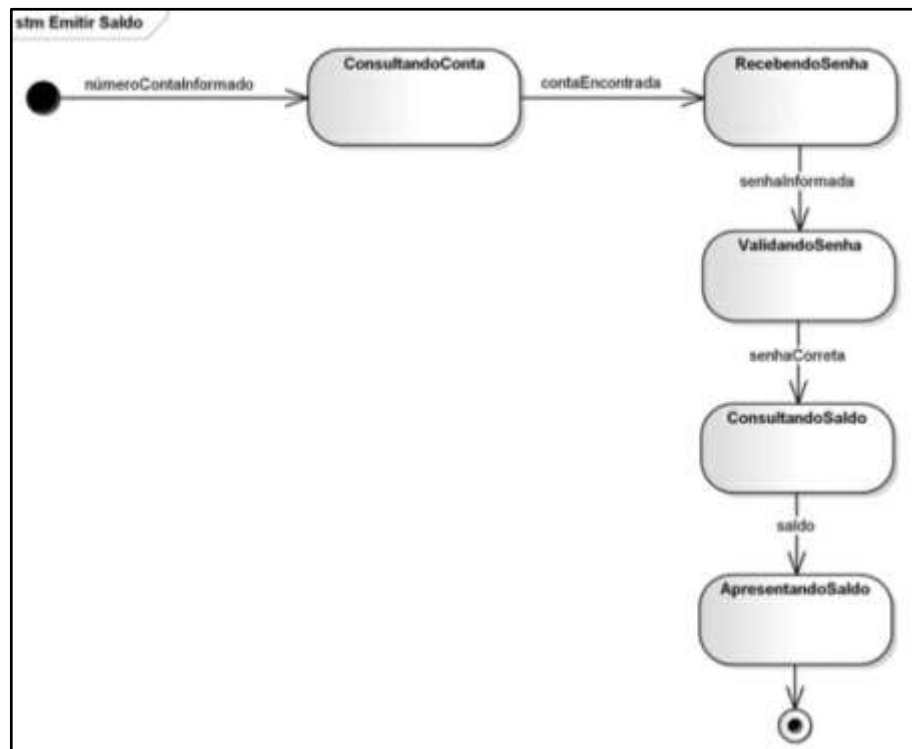 stm Emitir Saldo
númeroContaInformado
ConsultandoConta
contaEncontrada
RecebendoSenha
senhaInformada
ValidandoSenha
senhaCorreta
ConsultandoSaldo
saldo
ApresentandoSaldo